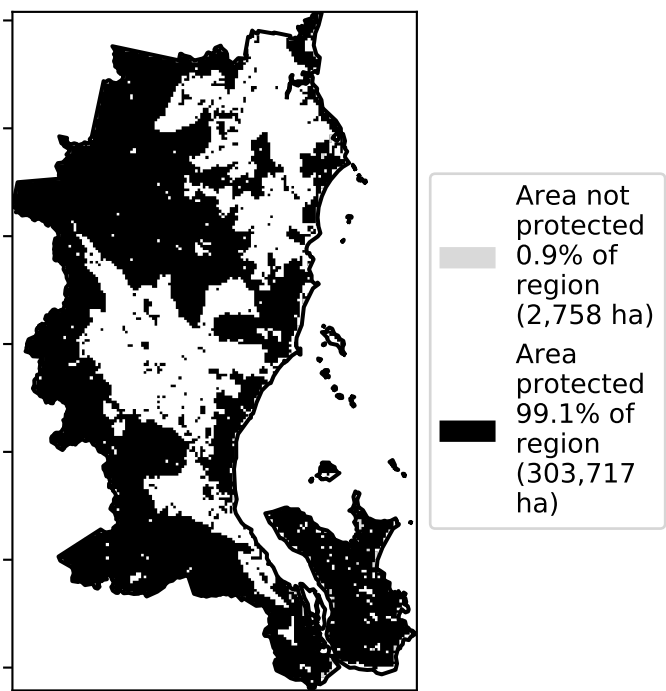 Area not
protected
0.9% of
region
(2,758 ha)
Area
protected
99.1% of
region
(303,717
ha)